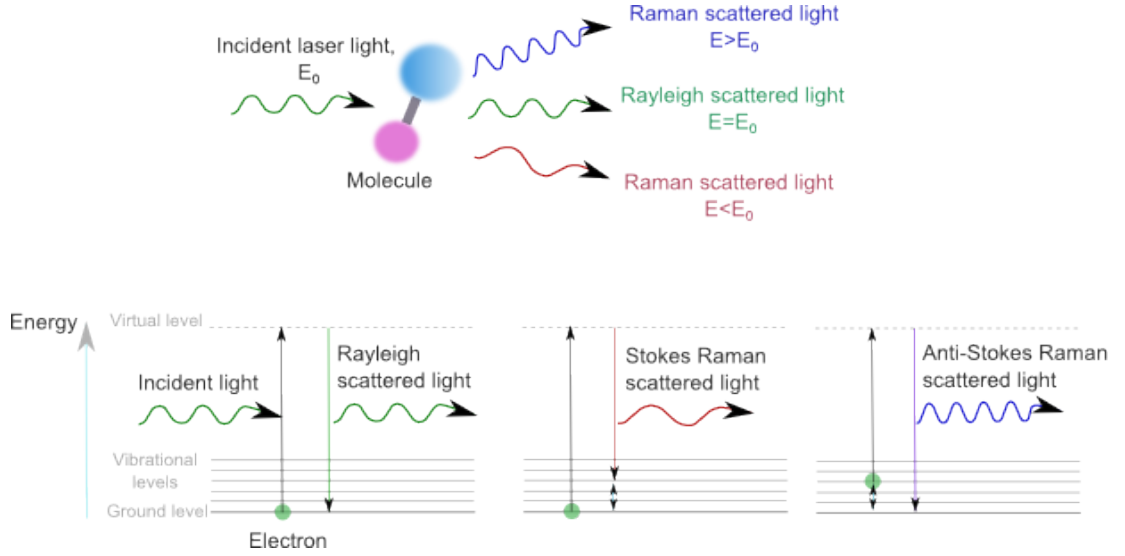 Incident laser light,
E₀
Molecule
Raman scattered light
E>E₀
Rayleigh scattered light
E=E₀
Raman scattered light
E<E₀
Energy
Virtual level
Incident light
Rayleigh
scattered light
Vibrational
levels
Ground level
Electron
Stokes Raman
scattered light
Anti-Stokes Raman
scattered light